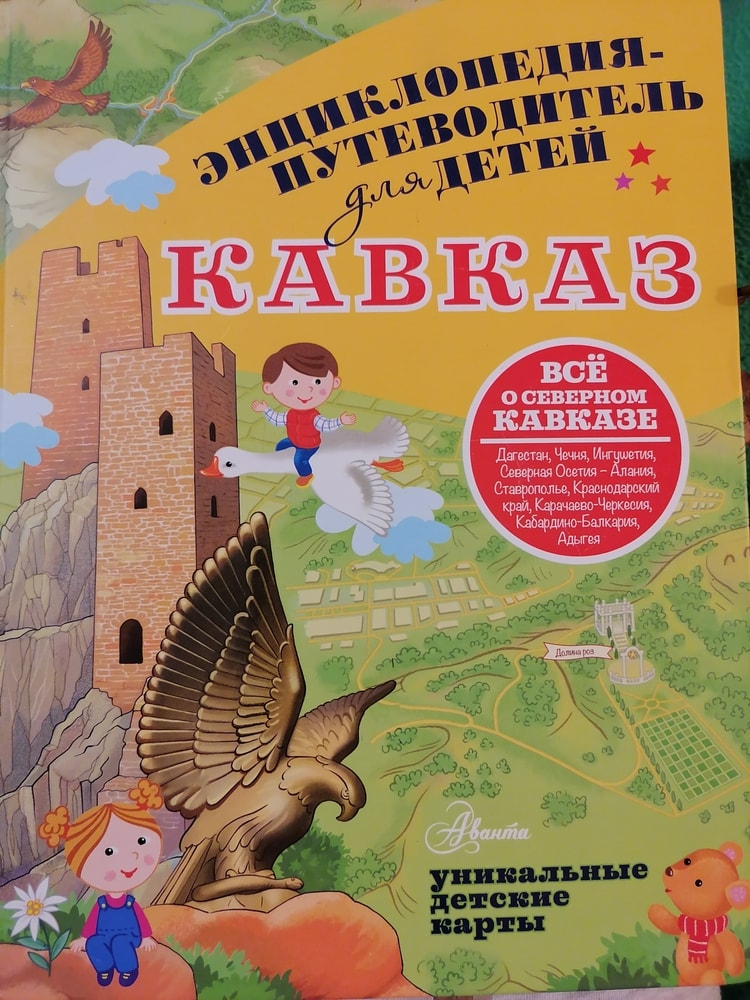 ЭНЦИКЛОПЕДИЯ-
ПУТЕВОДИТЕЛЬ
для ДЕТЕЙ
КАВКАЗ
ВСЁ
О СЕВЕРНОМ
КАВКАЗЕ
Дагестан, Чечня, Ингушетия,
Северная Осетия – Алания,
Ставрополье, Краснодарский
край, Карачаево-Черкесия,
Кабардино-Балкария,
Адыгея
Долина роз
Аванта
уникальные
детские
карты